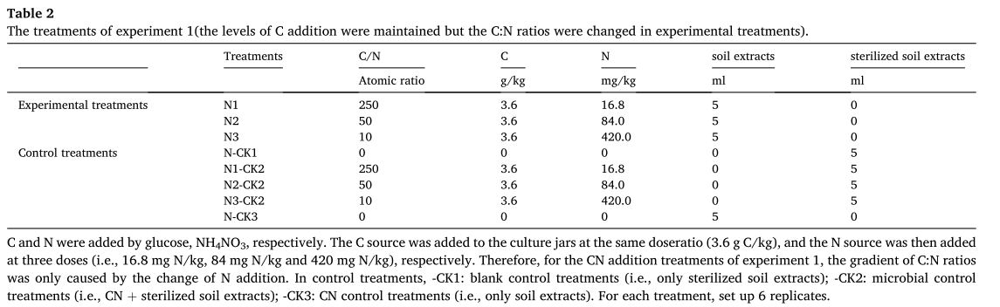 Table 2
The treatments of experiment 1(the levels of C addition were maintained but the C:N ratios were changed in experimental treatments).
Treatments C/N C N soil extracts sterilized soil extracts
Atomic ratio g/kg mg/kg ml ml
Experimental treatments N1 250 3.6 16.8 5 0
N2 50 3.6 84.0 5 0
N3 10 3.6 420.0 5 0
Control treatments N-CK1 0 0 0 0 5
N1-CK2 250 3.6 16.8 0 5
N2-CK2 50 3.6 84.0 0 5
N3-CK2 10 3.6 420.0 0 5
N-CK3 0 0 0 5 0
C and N were added by glucose, NH₄NO₃, respectively. The C source was added to the culture jars at the same doseratio (3.6 g C/kg), and the N source was then added
at three doses (i.e., 16.8 mg N/kg, 84 mg N/kg and 420 mg N/kg), respectively. Therefore, for the CN addition treatments of experiment 1, the gradient of C:N ratios
was only caused by the change of N addition. In control treatments, -CK1: blank control treatments (i.e., only sterilized soil extracts); -CK2: microbial control
treatments (i.e., CN + sterilized soil extracts); -CK3: CN control treatments (i.e., only soil extracts). For each treatment, set up 6 replicates.